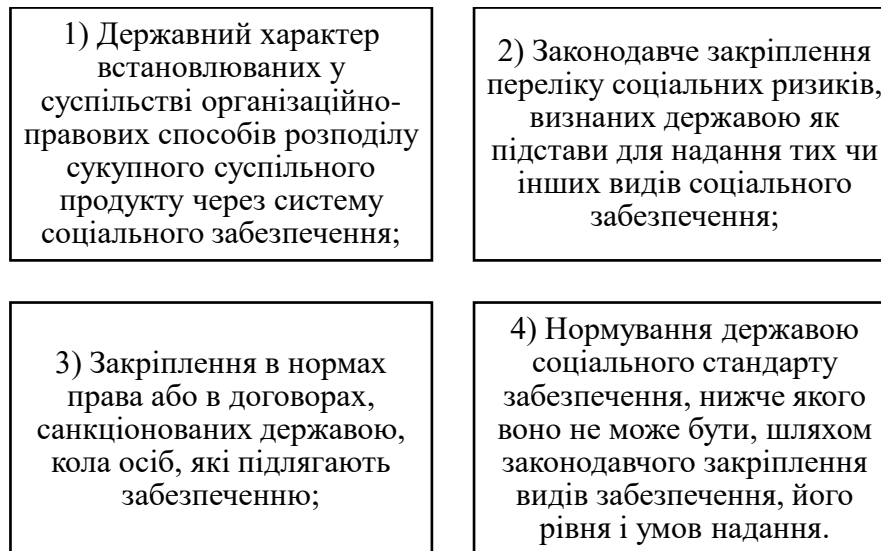 1) Державний характер
встановлюваних у
суспільстві організаційно-
правових способів розподілу
сукупного суспільного
продукту через систему
соціального забезпечення;
2) Законодавче закріплення
переліку соціальних ризиків,
визнаних державою як
підстави для надання тих чи
інших видів соціального
забезпечення;
3) Закріплення в нормах
права або в договорах,
санкціонованих державою,
кола осіб, які підлягають
забезпеченню;
4) Нормування державою
соціального стандарту
забезпечення, нижче якого
воно не може бути, шляхом
законодавчого закріплення
видів забезпечення, його
рівня і умов надання.